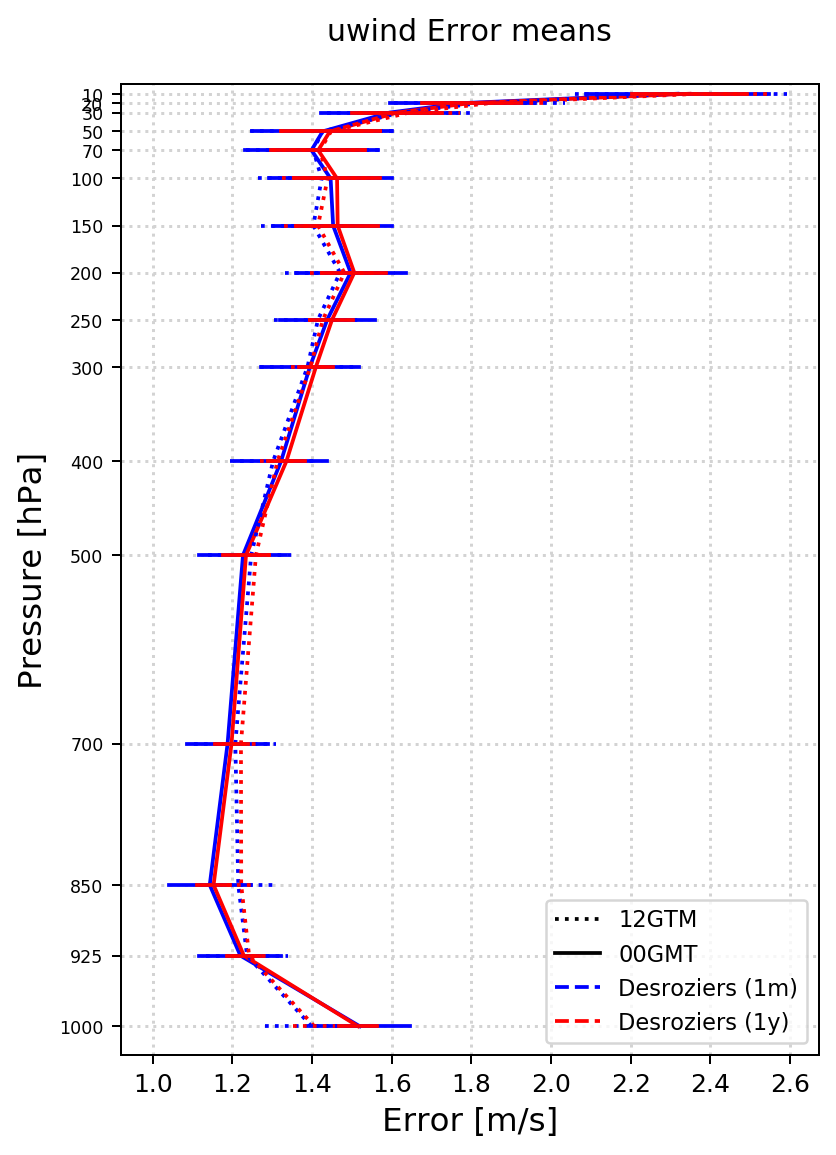 uwind Error means
10
20
30
50
70
100
150
200
250
300
400
500
700
850
925
1000
Pressure [hPa]
12GTM
00GMT
Desroziers (1m)
Desroziers (1y)
1.0 1.2 1.4 1.6 1.8 2.0 2.2 2.4 2.6
Error [m/s]